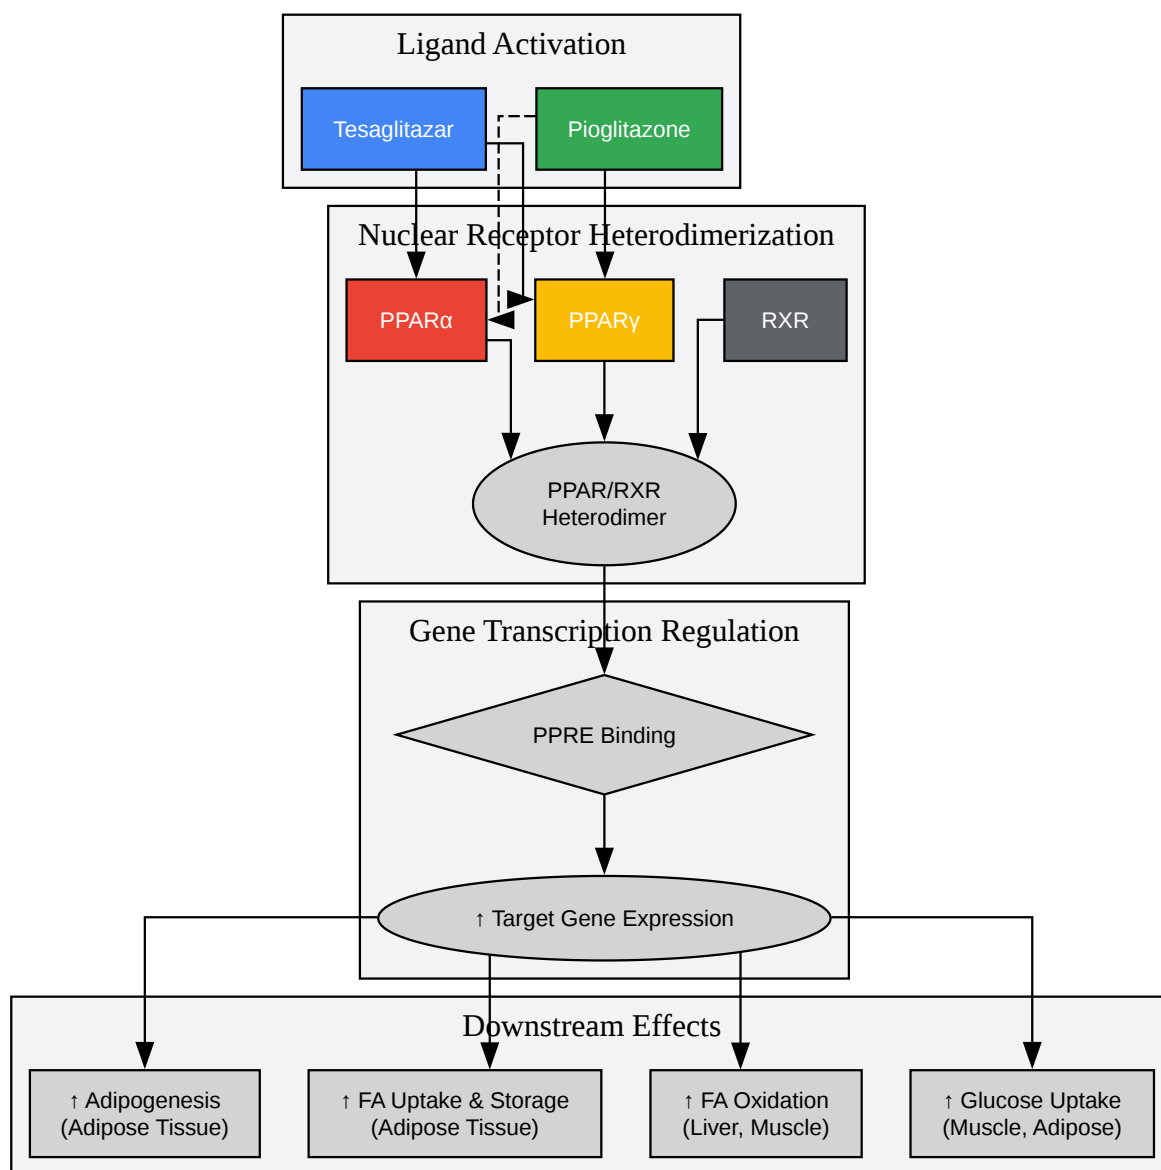 Ligand Activation
Tesaglitazar
Pioglitazone
Nuclear Receptor Heterodimerization
PPARα
PPARγ
RXR
PPAR/RXR
Heterodimer
Gene Transcription Regulation
PPRE Binding
↑ Target Gene Expression
Downstream Effects
↑ Adipogenesis
(Adipose Tissue)
↑ FA Uptake & Storage
(Adipose Tissue)
↑ FA Oxidation
(Liver, Muscle)
↑ Glucose Uptake
(Muscle, Adipose)